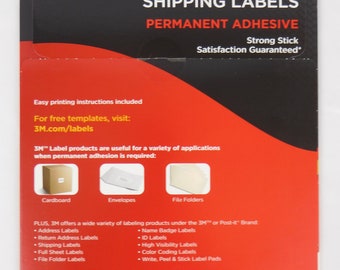 SHIPPING LABELS
PERMANENT ADHESIVE
Strong Stick
Satisfaction Guaranteed*
Easy printing instructions included
For free templates, visit:
3M.com/labels
3M™ Label products are useful for a variety of applications
when permanent adhesion is required:
Cardboard Envelopes File Folders
PLUS, 3M offers a wide variety of labeling products under the 3M™ or Post-it® Brand:
• Address Labels • Name Badge Labels
• Return Address Labels • ID Labels
• Shipping Labels • High Visibility Labels
• Full Sheet Labels • Color Coding Labels
• File Folder Labels • Write, Peel & Stick Label Pads